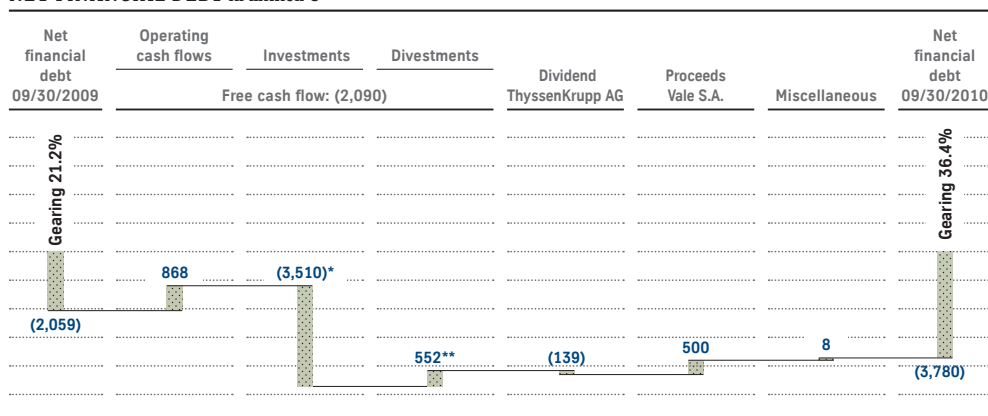 Net
financial
debt
09/30/2009
Operating
cash flows
Investments
Divestments
Free cash flow: (2,090)
Dividend
ThyssenKrupp AG
Proceeds
Vale S.A.
Miscellaneous
Net
financial
debt
09/30/2010
Gearing 21.2%
Gearing 36.4%
868
(3,510)*
(2,059)
552**
(139)
500
8
(3,780)